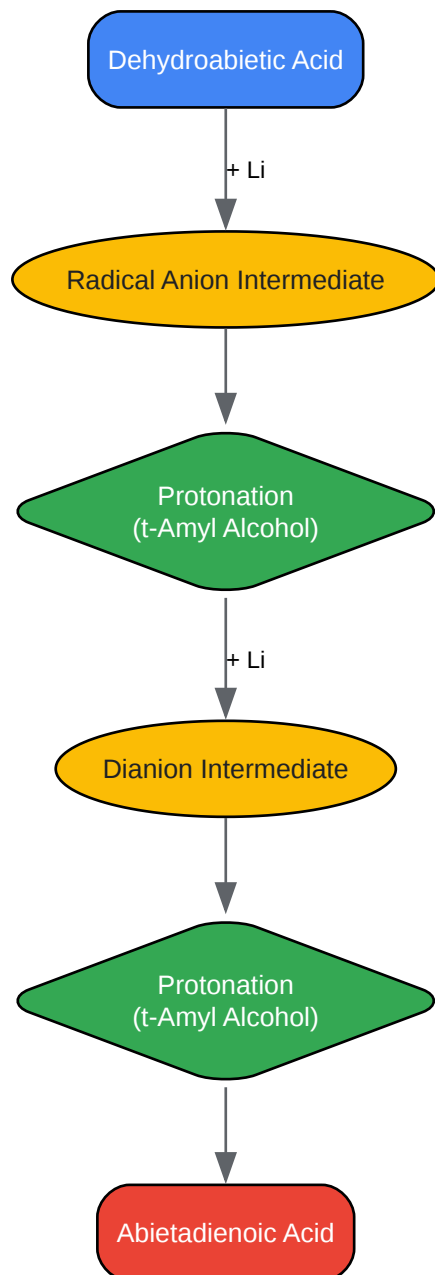 Dehydroabietic Acid
+ Li
Radical Anion Intermediate
Protonation
(t-Amyl Alcohol)
+ Li
Dianion Intermediate
Protonation
(t-Amyl Alcohol)
Abietadienoic Acid